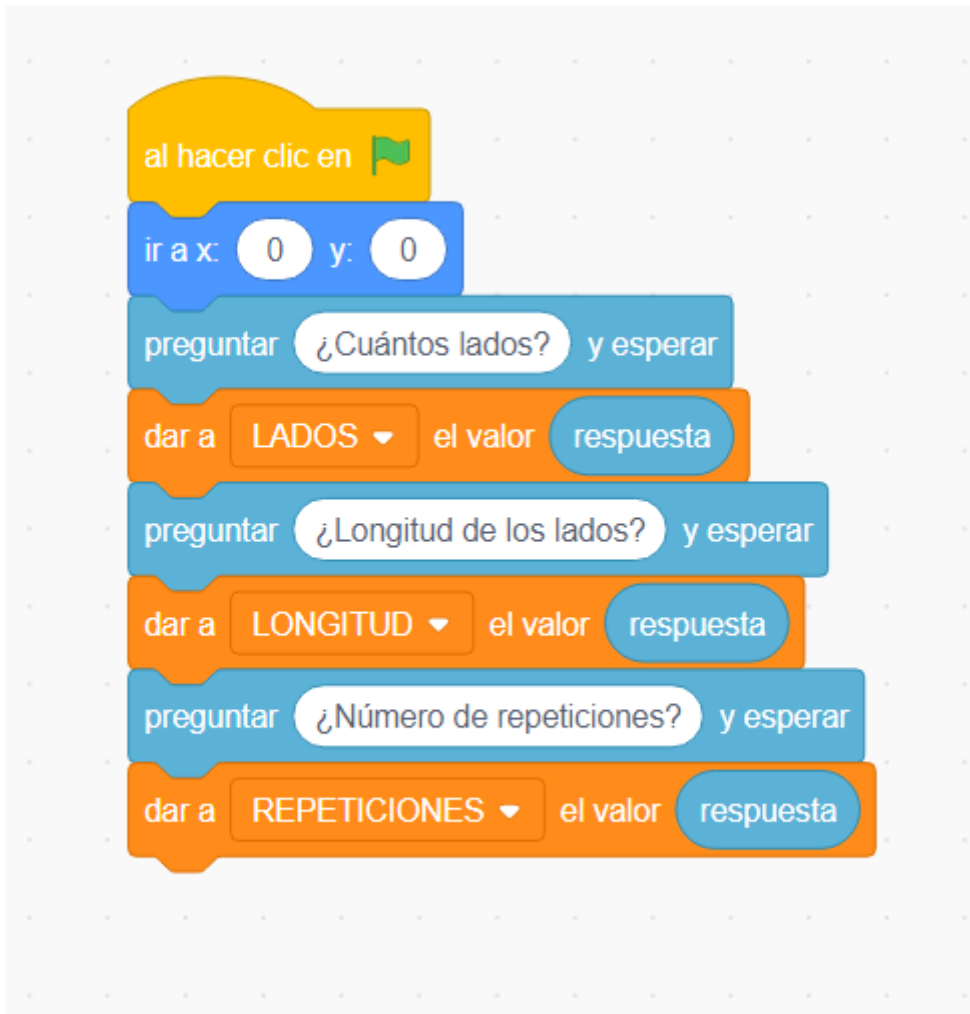 al hacer clic en
ir a x: 0 y: 0
preguntar ¿Cuántos lados? y esperar
dar a LADOS el valor respuesta
preguntar ¿Longitud de los lados? y esperar
dar a LONGITUD el valor respuesta
preguntar ¿Número de repeticiones? y esperar
dar a REPETICIONES el valor respuesta